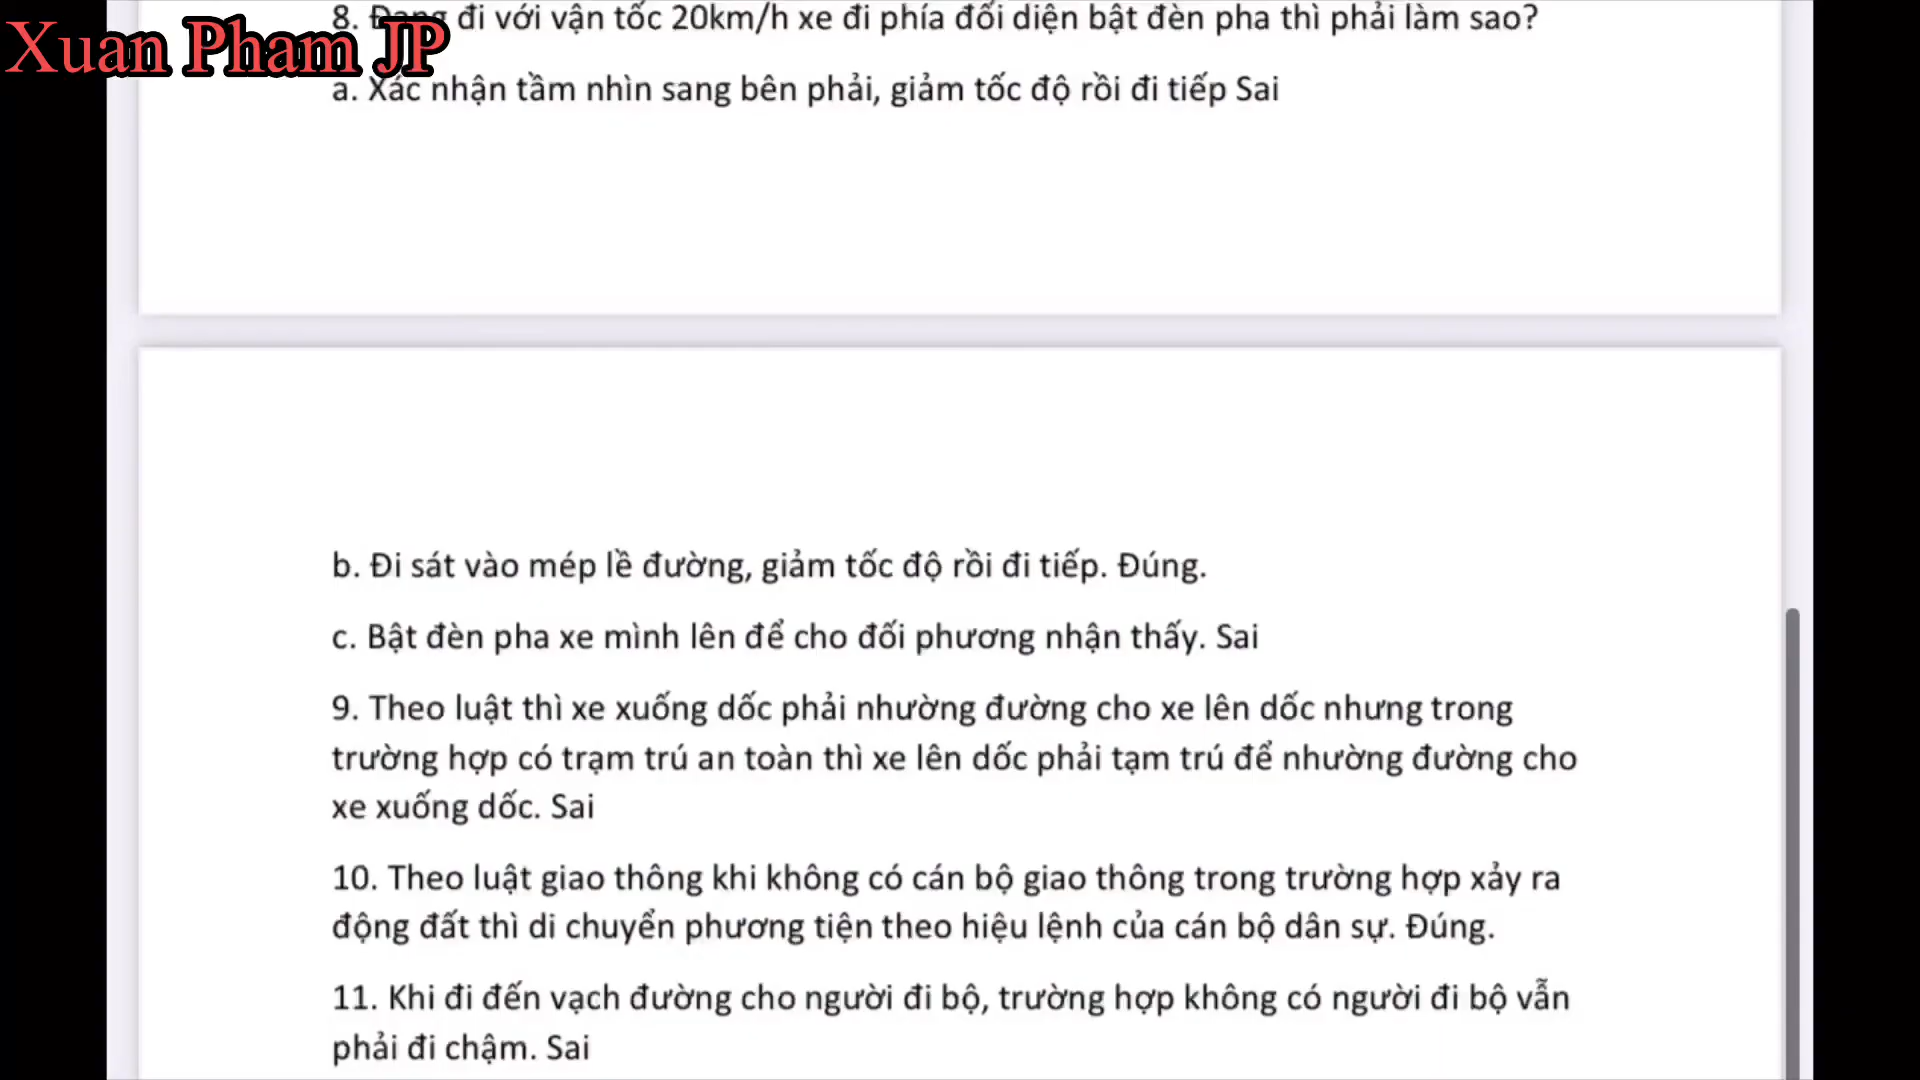 8. Đang đi với vận tốc 20km/h xe đi phía đối diện bật đèn pha thì phải làm sao?
Xuan Pham JP
a. Xác nhận tầm nhìn sang bên phải, giảm tốc độ rồi đi tiếp Sai
b. Đi sát vào mép lề đường, giảm tốc độ rồi đi tiếp. Đúng.
c. Bật đèn pha xe mình lên để cho đối phương nhận thấy. Sai
9. Theo luật thì xe xuống dốc phải nhường đường cho xe lên dốc nhưng trong
trường hợp có trạm trú an toàn thì xe lên dốc phải tạm trú để nhường đường cho
xe xuống dốc. Sai
10. Theo luật giao thông khi không có cán bộ giao thông trong trường hợp xảy ra
động đất thì di chuyển phương tiện theo hiệu lệnh của cán bộ dân sự. Đúng.
11. Khi đi đến vạch đường cho người đi bộ, trường hợp không có người đi bộ vẫn
phải đi chậm. Sai